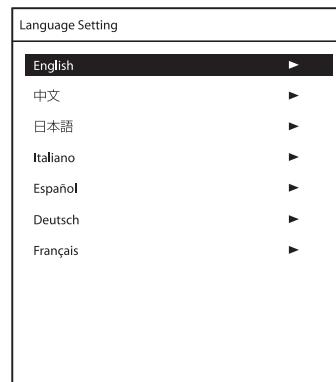 Language Setting
English
中文
日本語
Italiano
Español
Deutsch
Français